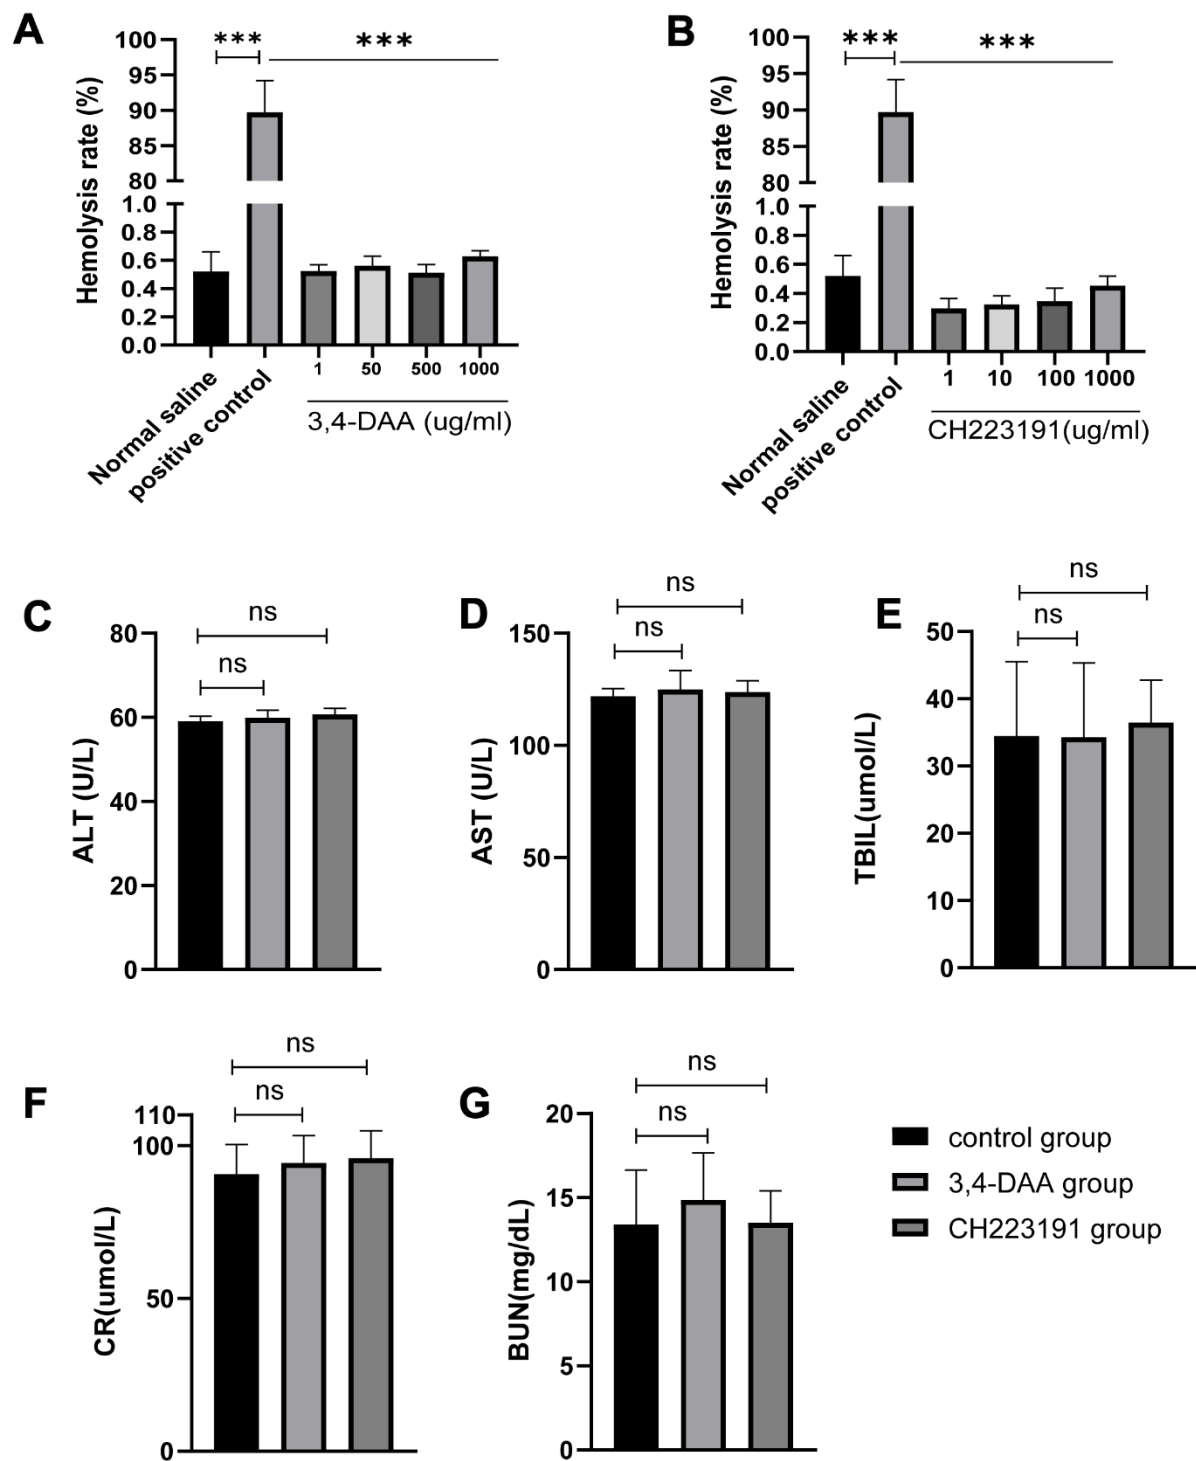 A
Hemolysis rate (%)
100
95
90
85
80
1.0
0.8
0.6
0.4
0.2
0.0
***
***
Normal saline
positive control
1 50 500 1000
3,4-DAA (ug/ml)
B
Hemolysis rate (%)
100
95
90
85
80
1.0
0.8
0.6
0.4
0.2
0.0
***
***
Normal saline
positive control
1 10 100 1000
CH223191(ug/ml)
C
ALT (U/L)
80
60
40
20
0
ns
ns
D
AST (U/L)
150
100
50
0
ns
ns
E
TBIL(umol/L)
50
40
30
20
10
0
ns
ns
F
CR(umol/L)
110
100
50
0
ns
ns
G
BUN(mg/dL)
20
15
10
5
0
ns
ns
control group
3,4-DAA group
CH223191 group